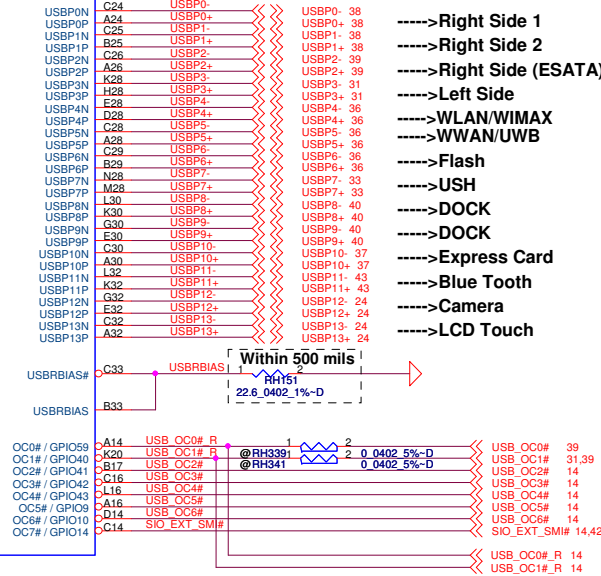 USBP0N C24 USBP0- USBP0- 38
USBP0P A24 USBP0+ USBP0+ 38 ----->Right Side 1
USBP1N C25 USBP1- USBP1- 38
USBP1P B25 USBP1+ USBP1+ 38 ----->Right Side 2
USBP2N C26 USBP2- USBP2- 39
USBP2P A26 USBP2+ USBP2+ 39 ----->Right Side (ESATA)
USBP3N K28 USBP3- USBP3- 31
USBP3P H28 USBP3+ USBP3+ 31 ----->Left Side
USBP4N E28 USBP4- USBP4- 36
USBP4P D28 USBP4+ USBP4+ 36 ----->WLAN/WIMAX
USBP5N C28 USBP5- USBP5- 36 ----->WWAN/UWB
USBP5P A28 USBP5+ USBP5+ 36
USBP6N C29 USBP6- USBP6- 36 ----->Flash
USBP6P B29 USBP6+ USBP6+ 36
USBP7N N28 USBP7- USBP7- 33 ----->USH
USBP7P M28 USBP7+ USBP7+ 33
USBP8N L30 USBP8- USBP8- 40 ----->DOCK
USBP8P K30 USBP8+ USBP8+ 40
USBP9N G30 USBP9- USBP9- 40 ----->DOCK
USBP9P E30 USBP9+ USBP9+ 40
USBP10N C30 USBP10- USBP10- 37 ----->Express Card
USBP10P A30 USBP10+ USBP10+ 37
USBP11N L32 USBP11- USBP11- 43 ----->Blue Tooth
USBP11P K32 USBP11+ USBP11+ 43
USBP12N G32 USBP12- USBP12- 24 ----->Camera
USBP12P E32 USBP12+ USBP12+ 24
USBP13N C32 USBP13- USBP13- 24 ----->LCD Touch
USBP13P A32 USBP13+ USBP13+ 24
Within 500 mils
USBRBIAS# C33 USBRBIAS 1 2
RH151
22.6_0402_1%~D
USBRBIAS B33
OC0# / GPIO59 A14 USB_OC0#_R 1 2 USB_OC0# 39
@RH339 0_0402_5%~D
OC1# / GPIO40 K20 USB_OC1#_R 1 2 USB_OC1# 31,39
@RH341 0_0402_5%~D
OC2# / GPIO41 B17 USB_OC2# USB_OC2# 14
OC3# / GPIO42 C16 USB_OC3# USB_OC3# 14
OC4# / GPIO43 L16 USB_OC4# USB_OC4# 14
OC5# / GPIO9 A16 USB_OC5# USB_OC5# 14
OC6# / GPIO10 D14 USB_OC6# USB_OC6# 14
OC7# / GPIO14 C14 SIO_EXT_SMI# SIO_EXT_SMI# 14,42
USB_OC0#_R 14
USB_OC1#_R 14